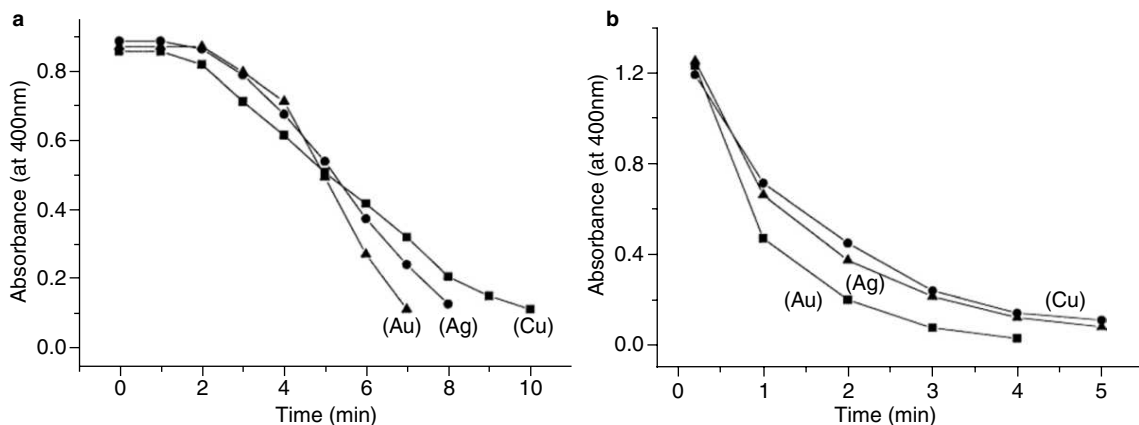 a
Absorbance (at 400nm)
0.8
0.6
0.4
0.2
0.0
(Au) (Ag) (Cu)
0 2 4 6 8 10
Time (min)
b
Absorbance (at 400nm)
1.2
0.8
0.4
0.0
(Au) (Ag) (Cu)
0 1 2 3 4 5
Time (min)